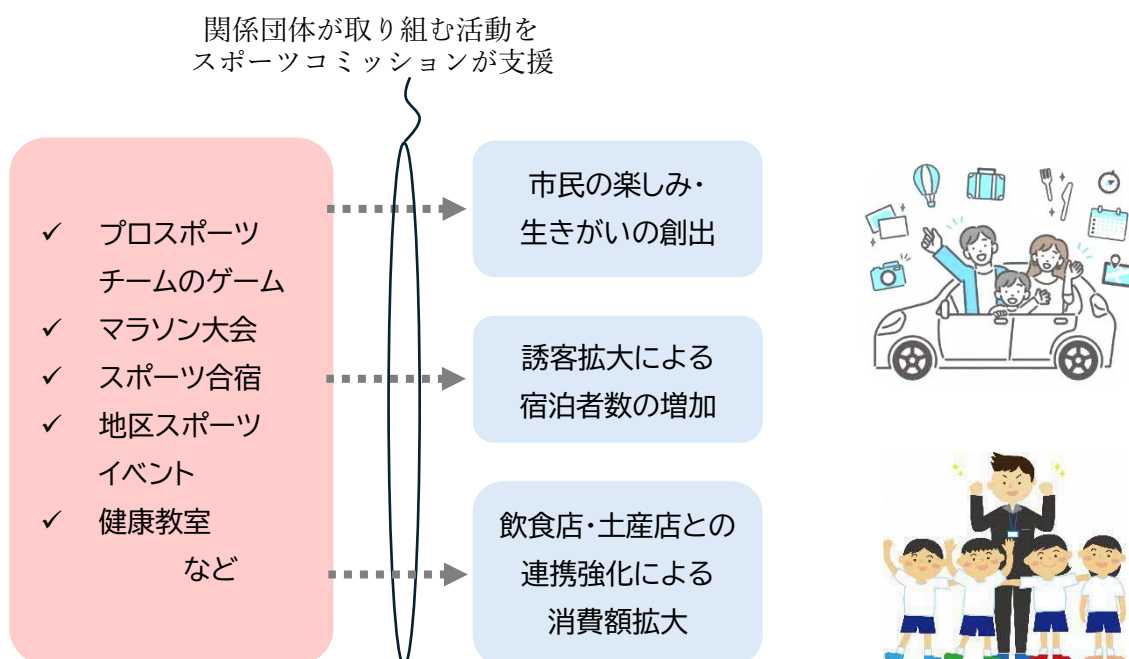 関係団体が取り組む活動を
スポーツコミッションが支援
✓ プロスポーツ
チームのゲーム
✓ マラソン大会
✓ スポーツ合宿
✓ 地区スポーツ
イベント
✓ 健康教室
など
市民の楽しみ・
生きがいの創出
誘客拡大による
宿泊者数の増加
飲食店・土産店との
連携強化による
消費額拡大